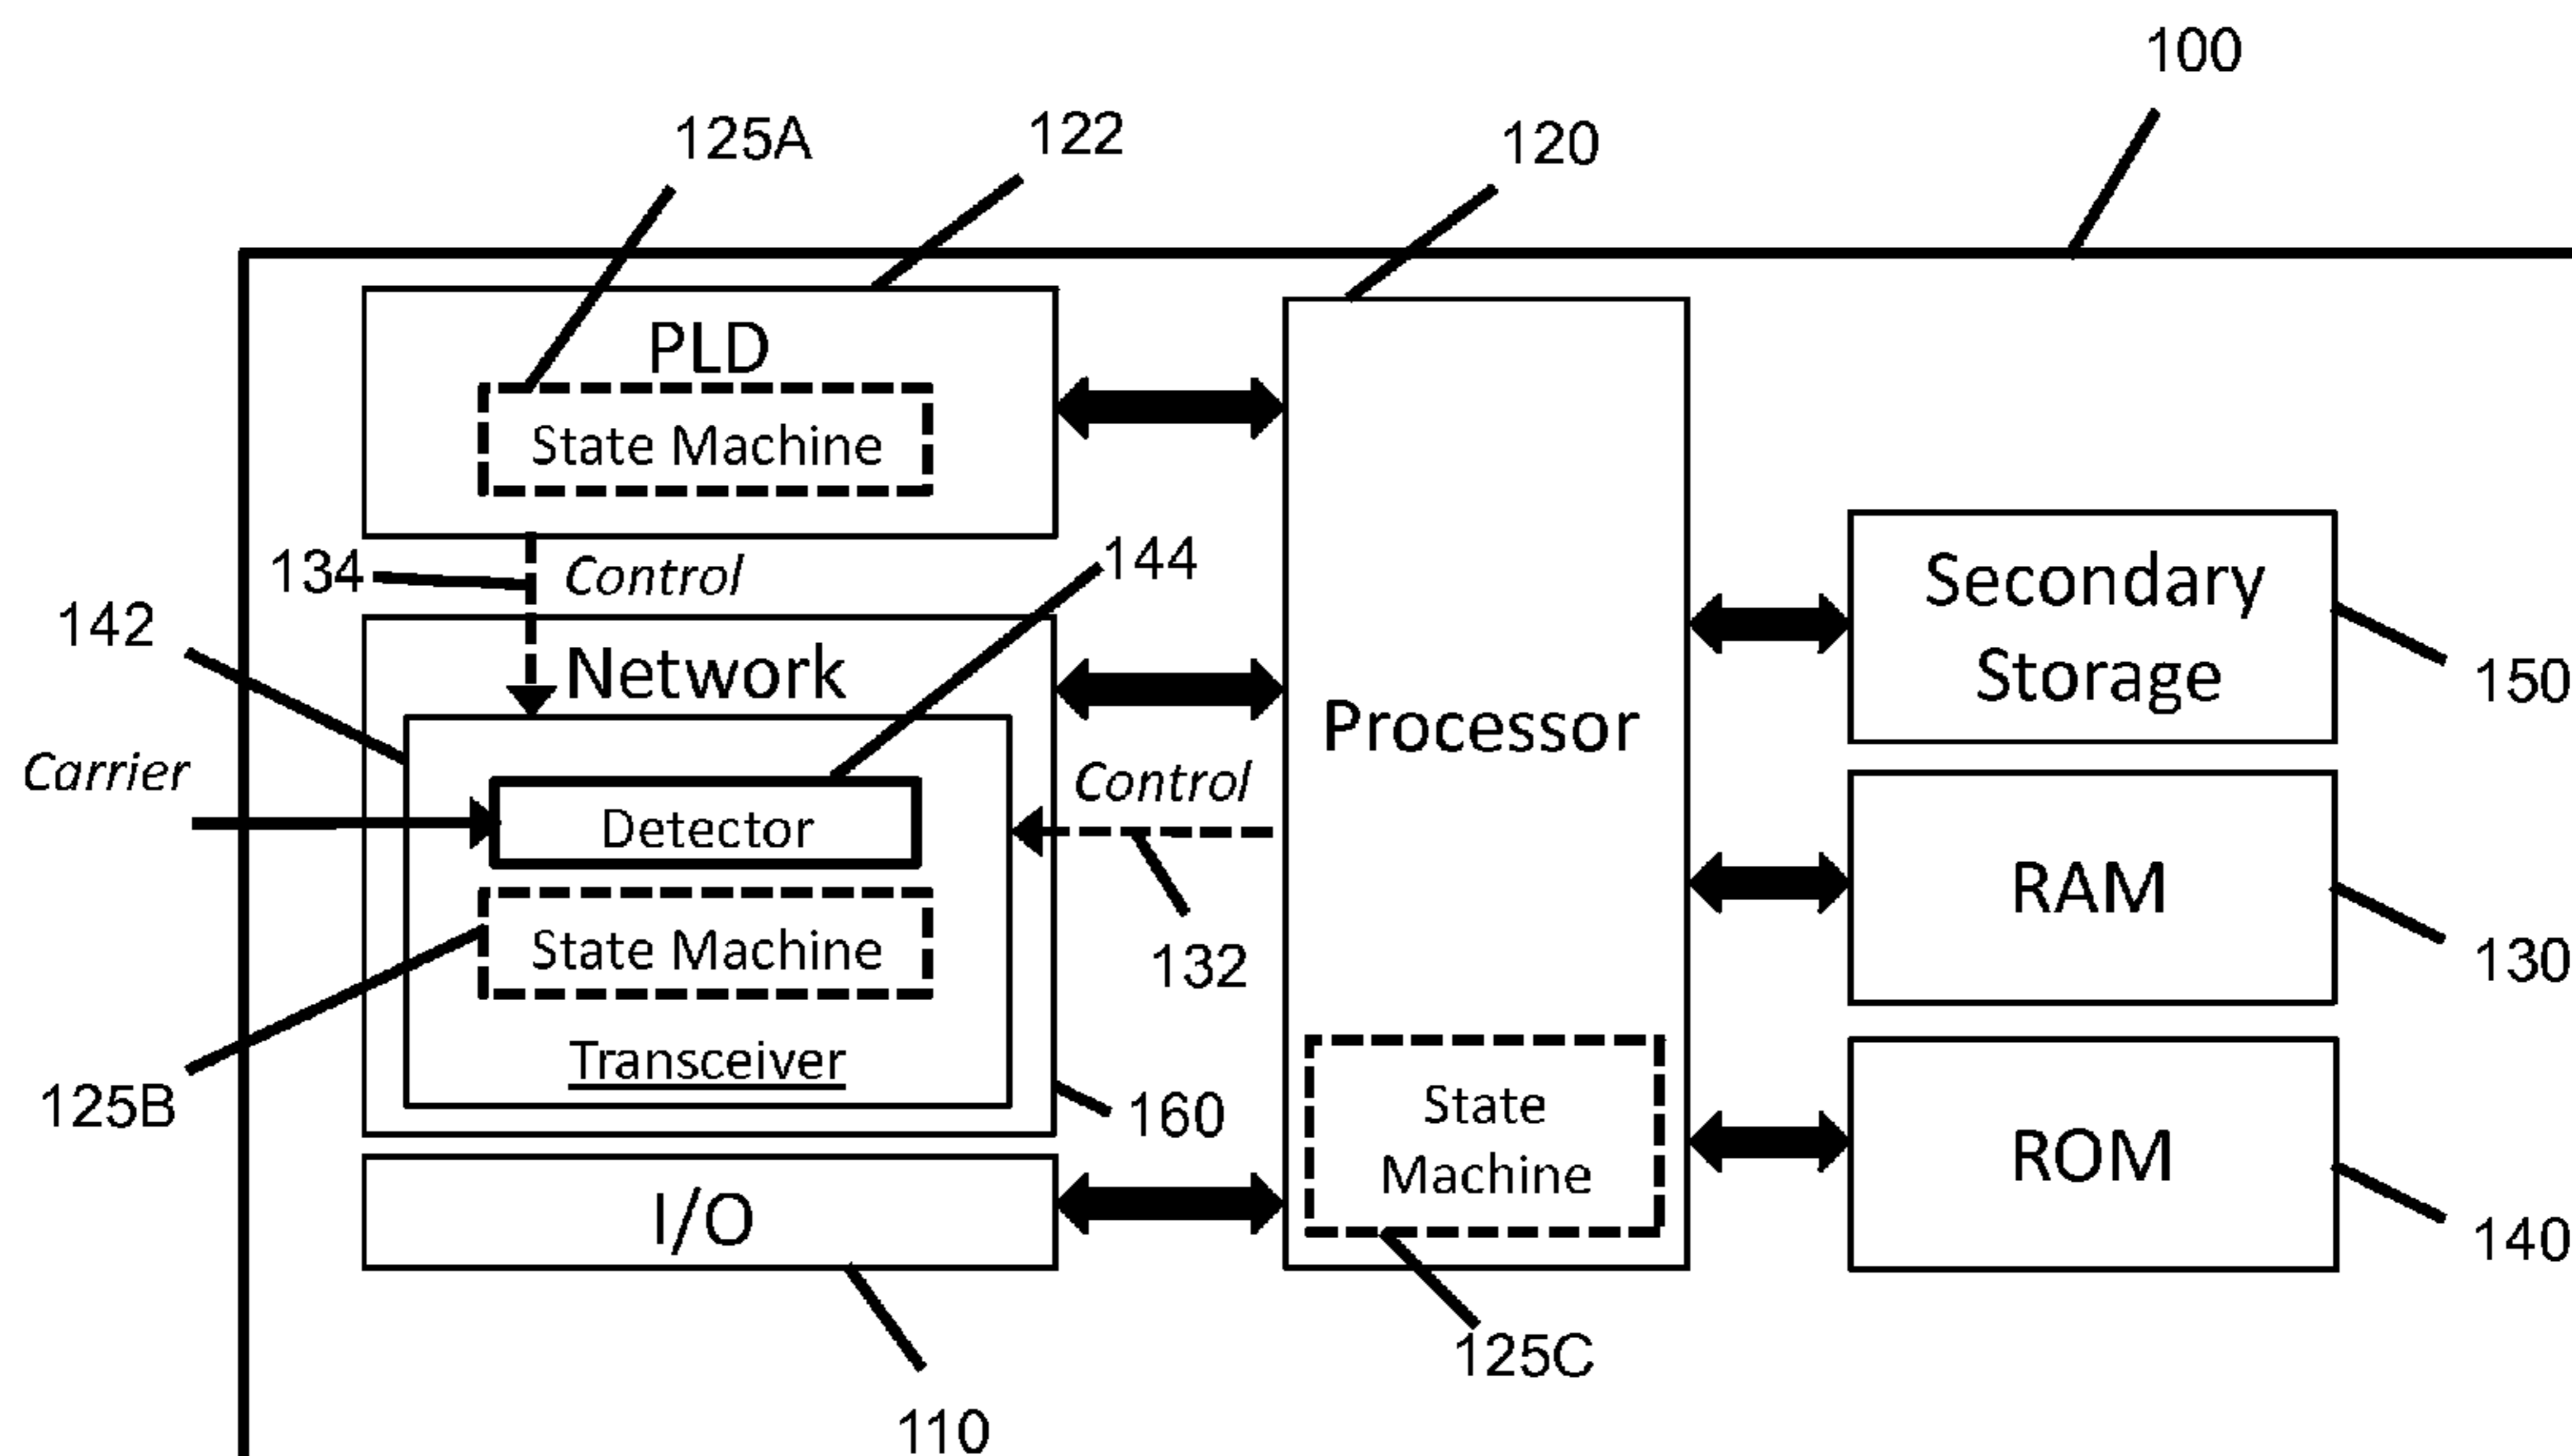 100
125A
122
120
PLD
State Machine
134
Control
144
142
Network
Secondary
Storage
150
Processor
Carrier
Control
Detector
RAM
State Machine
132
130
Transceiver
125B
160
State
Machine
ROM
I/O
140
125C
110